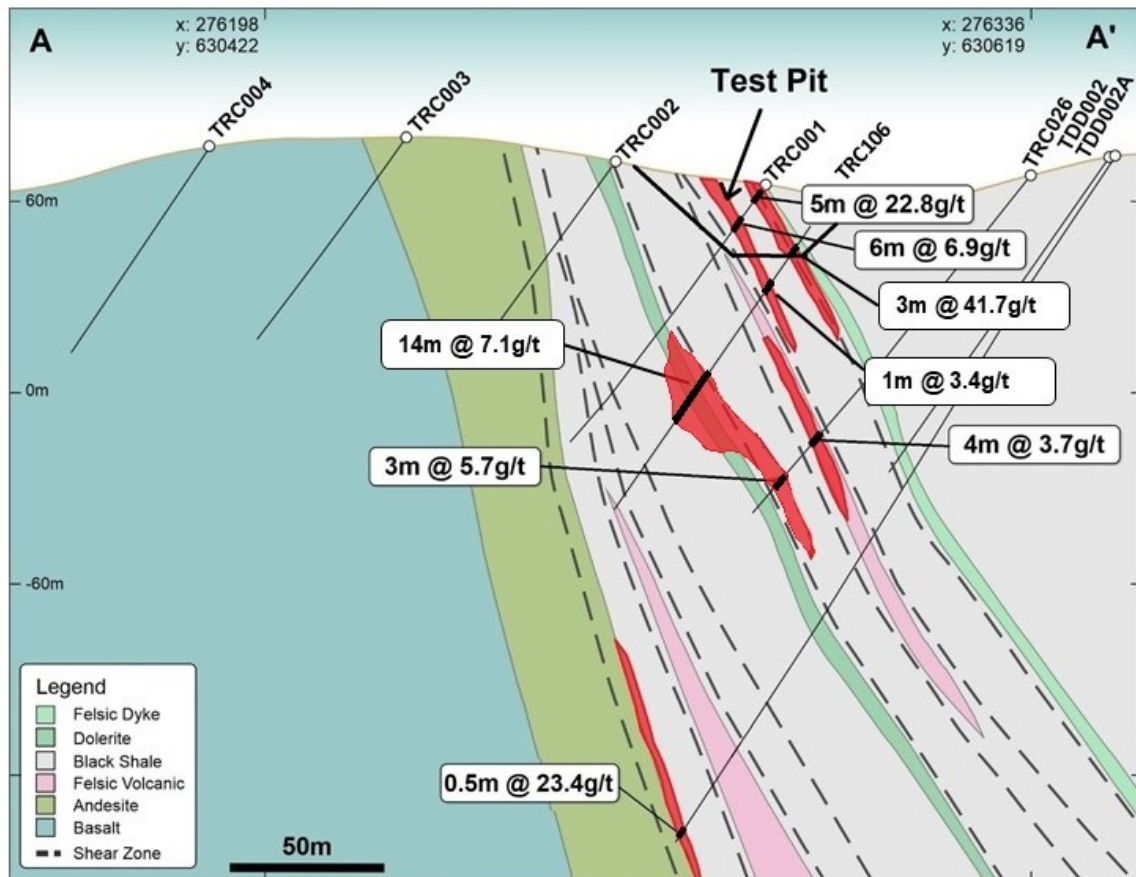 A
x: 276198
y: 630422
x: 276336
y: 630619
A'
TRC004
TRC003
TRC002
Test Pit
TRC001
TRC106
TRC026
TDD002
TDD002A
60m
0m
-60m
5m @ 22.8g/t
6m @ 6.9g/t
3m @ 41.7g/t
14m @ 7.1g/t
1m @ 3.4g/t
4m @ 3.7g/t
3m @ 5.7g/t
0.5m @ 23.4g/t
Legend
Felsic Dyke
Dolerite
Black Shale
Felsic Volcanic
Andesite
Basalt
Shear Zone
50m